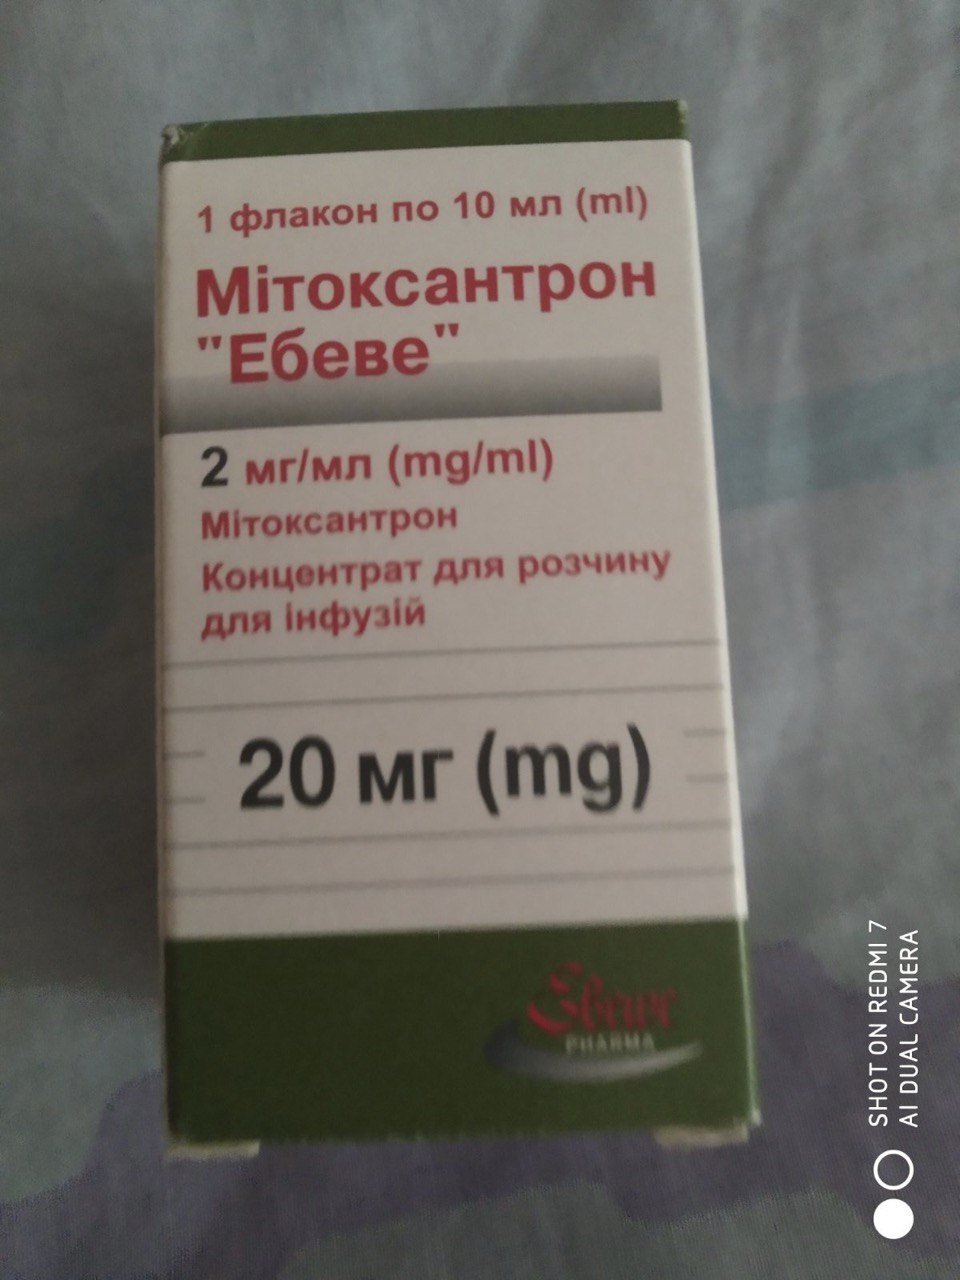 1 флакон по 10 мл (ml)
Мітоксантрон
"Ебеве"
2 мг/мл (mg/ml)
Мітоксантрон
Концентрат для розчину
для інфузій
20 мг (mg)
Ebewe
PHARMA
SHOT ON REDMI 7
AI DUAL CAMERA